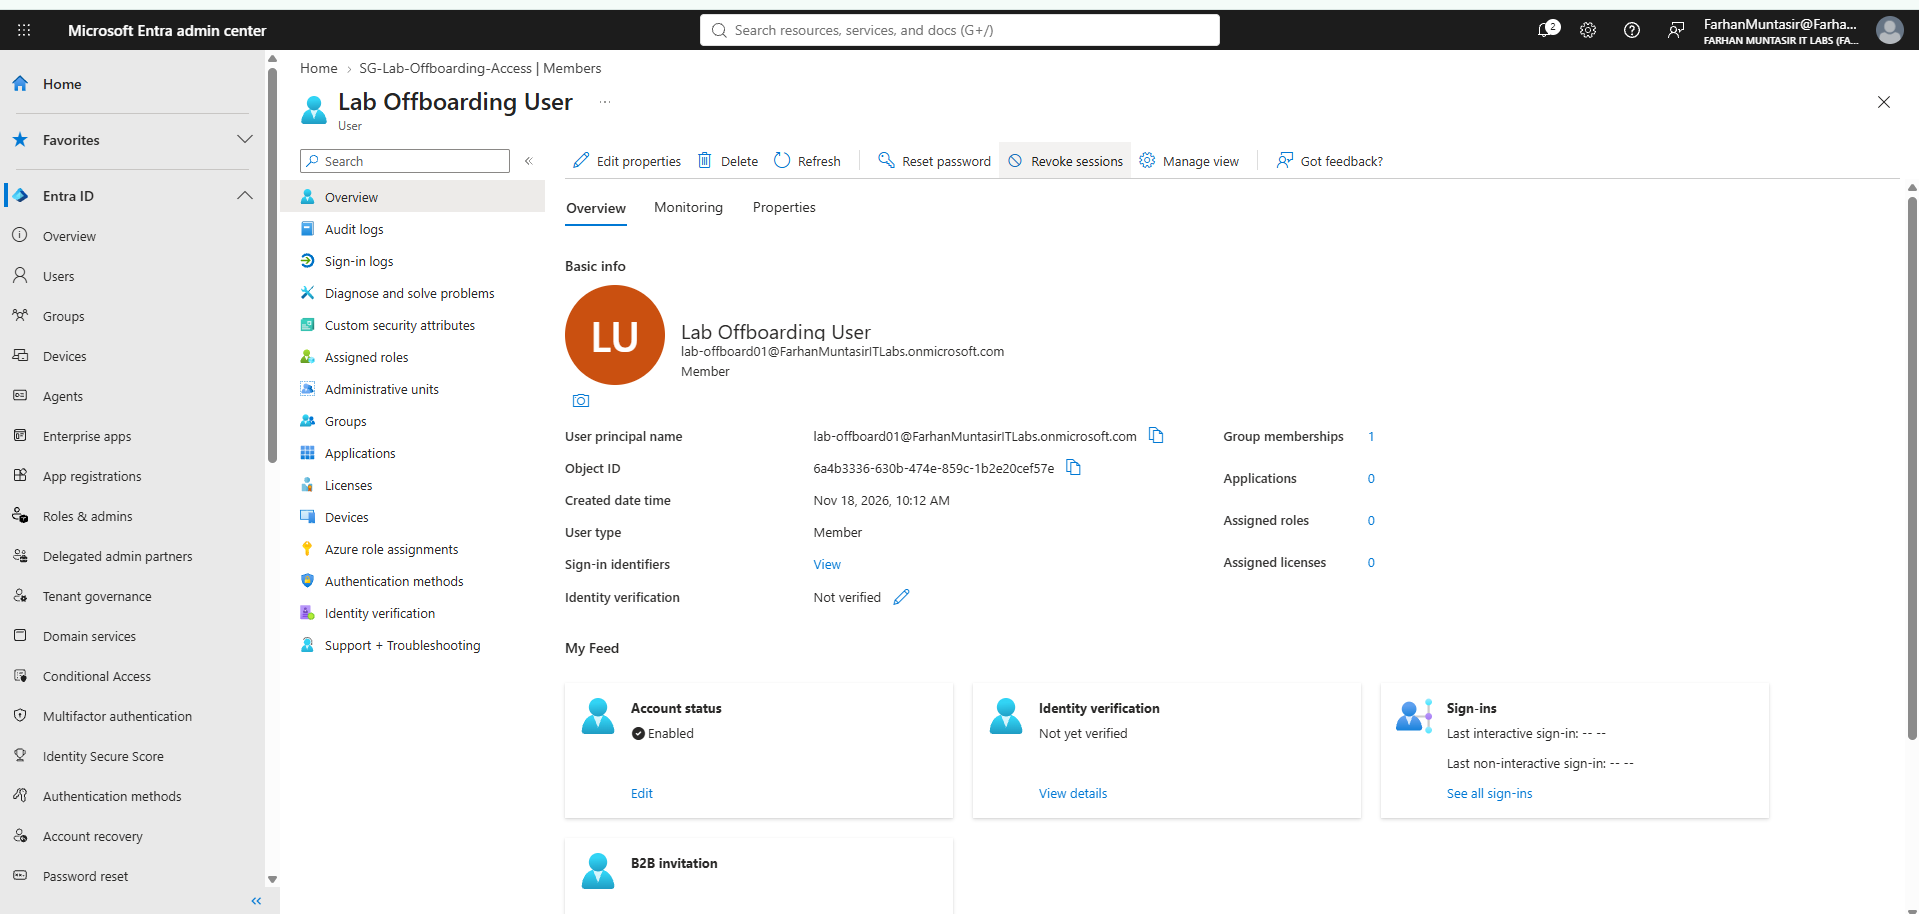 Microsoft Entra admin center
Search resources, services, and docs (G+/)
2
FarhanMuntasir@Farha...
FARHAN MUNTASIR IT LABS (FA...
Home
Favorites
Entra ID
Overview
Users
Groups
Devices
Agents
Enterprise apps
App registrations
Roles & admins
Delegated admin partners
Tenant governance
Domain services
Conditional Access
Multifactor authentication
Identity Secure Score
Authentication methods
Account recovery
Password reset
Home > SG-Lab-Offboarding-Access | Members
Lab Offboarding User ...
User
Search
Overview
Audit logs
Sign-in logs
Diagnose and solve problems
Custom security attributes
Assigned roles
Administrative units
Groups
Applications
Licenses
Devices
Azure role assignments
Authentication methods
Identity verification
Support + Troubleshooting
Edit properties Delete Refresh Reset password Revoke sessions Manage view Got feedback?
Overview Monitoring Properties
Basic info
LU
Lab Offboarding User
lab-offboard01@FarhanMuntasirITLabs.onmicrosoft.com
Member
User principal name lab-offboard01@FarhanMuntasirITLabs.onmicrosoft.com
Object ID 6a4b3336-630b-474e-859c-1b2e20cef57e
Created date time Nov 18, 2026, 10:12 AM
User type Member
Sign-in identifiers View
Identity verification Not verified
Group memberships 1
Applications 0
Assigned roles 0
Assigned licenses 0
My Feed
Account status
Enabled
Edit
Identity verification
Not yet verified
View details
Sign-ins
Last interactive sign-in: -- --
Last non-interactive sign-in: -- --
See all sign-ins
B2B invitation